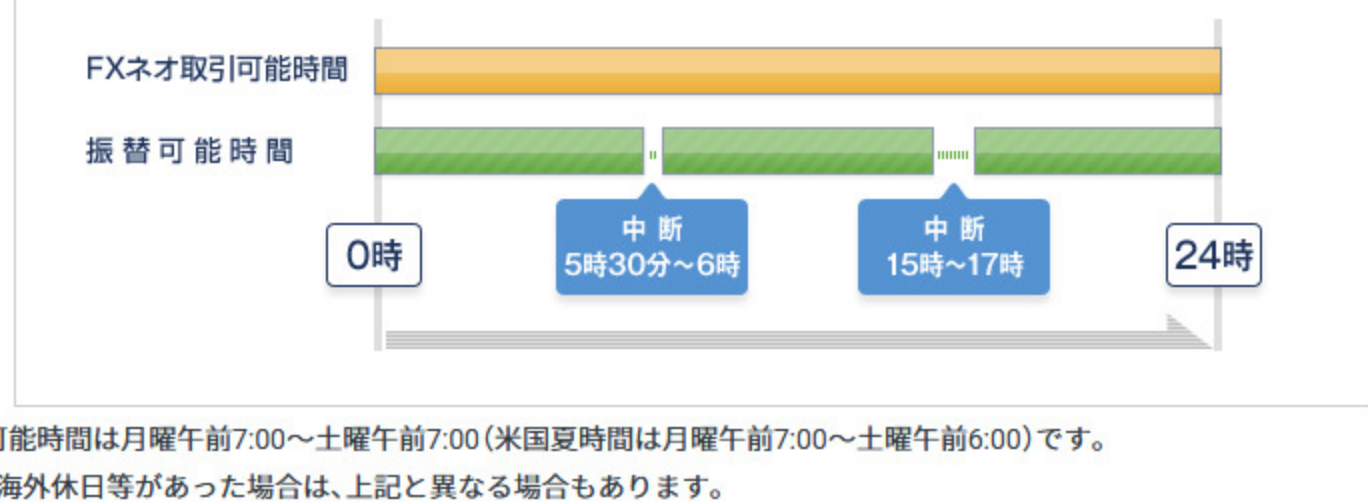 FXネオ取引可能時間
振替可能時間
中断
5時30分～6時
中断
15時～17時
0時
24時
可能時間は月曜午前7:00～土曜午前7:00（米国夏時間は月曜午前7:00～土曜午前6:00）です。
海外休日等があった場合は、上記と異なる場合もあります。